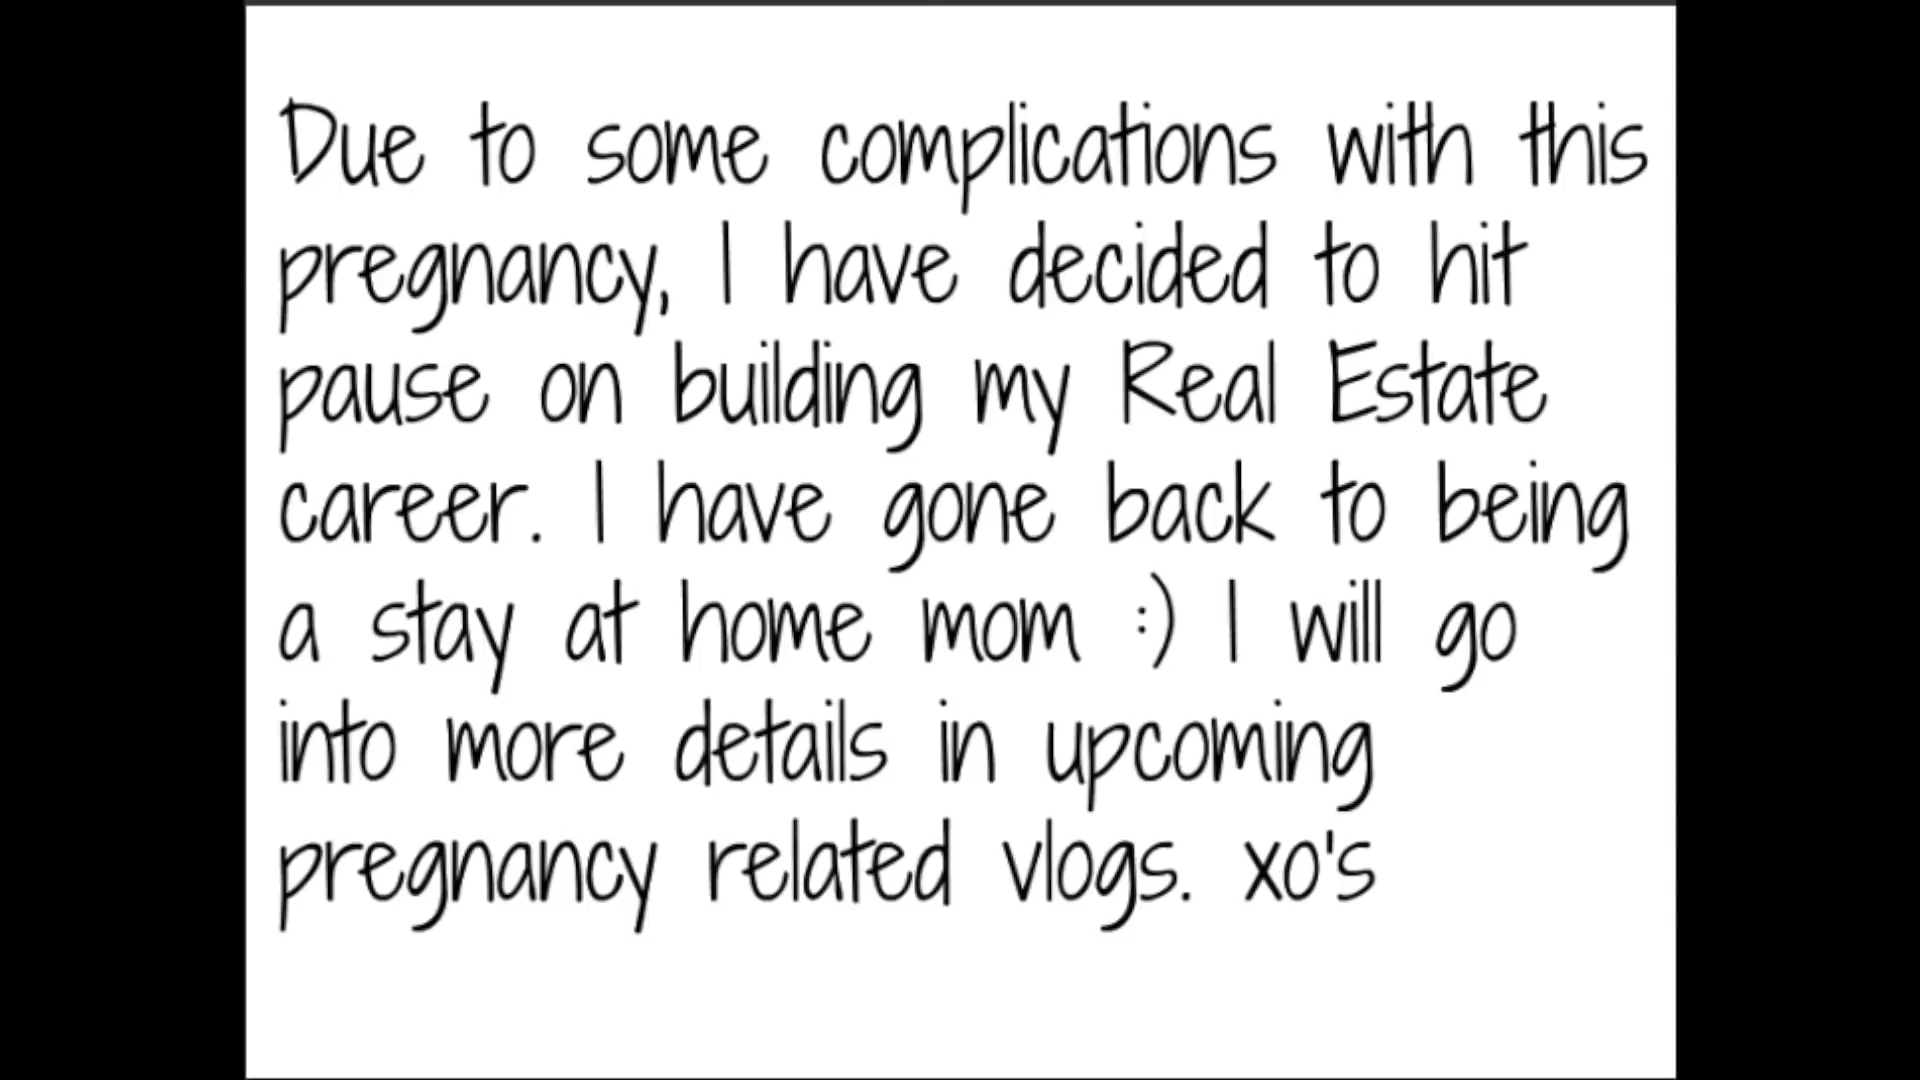 Due to some complications with this
pregnancy, I have decided to hit
pause on building my Real Estate
career. I have gone back to being
a stay at home mom :) I will go
into more details in upcoming
pregnancy related vlogs. xo's